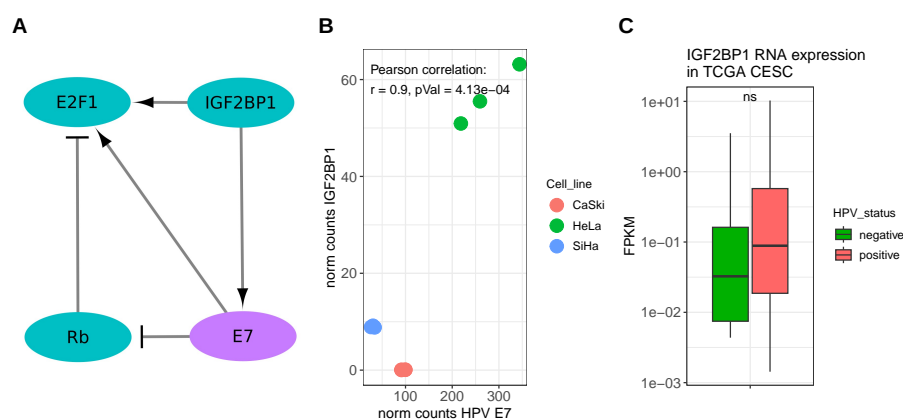 A
E2F1
IGF2BP1
Rb
E7
B
Pearson correlation:
r = 0.9, pVal = 4.13e−04
60
40
20
0
100
200
300
norm counts IGF2BP1
norm counts HPV E7
Cell_line
CaSki
HeLa
SiHa
C
IGF2BP1 RNA expression
in TCGA CESC
ns
1e+01
1e+00
1e−01
1e−02
1e−03
FPKM
HPV_status
negative
positive